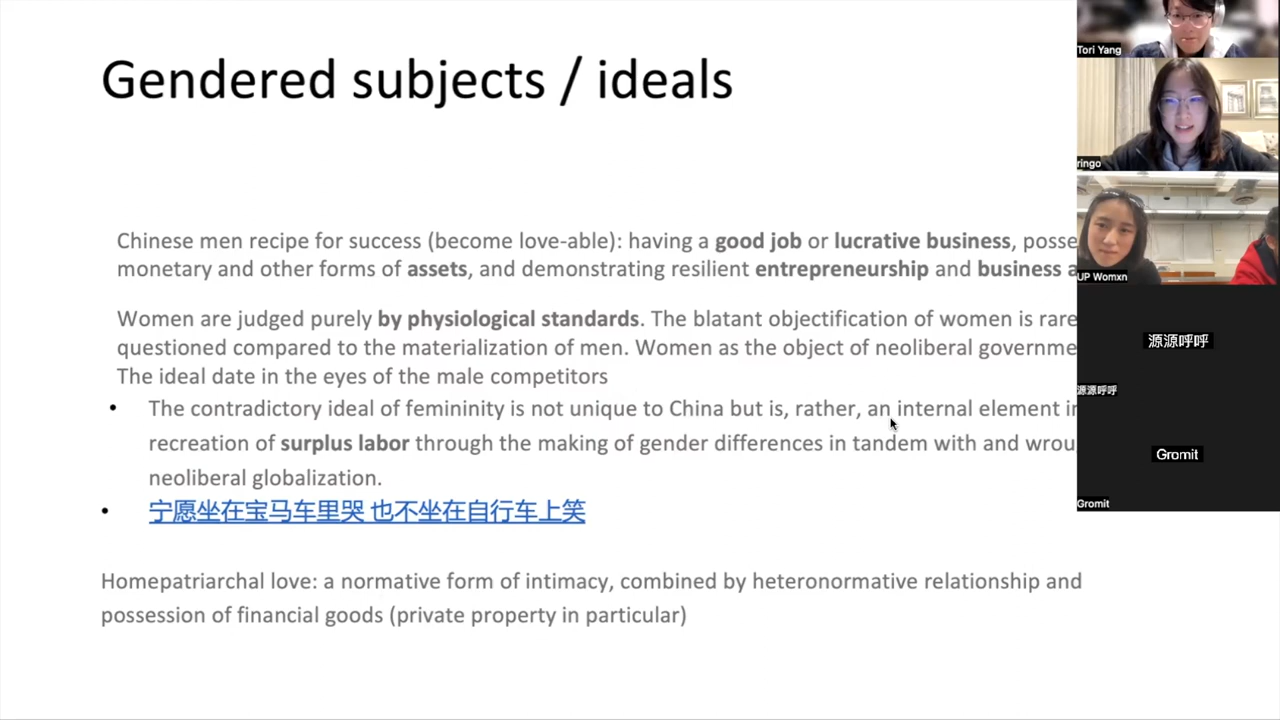 Gendered subjects / ideals
Chinese men recipe for success (become love-able): having a good job or lucrative business, posse
monetary and other forms of assets, and demonstrating resilient entrepreneurship and business a
Women are judged purely by physiological standards. The blatant objectification of women is rare
questioned compared to the materialization of men. Women as the object of neoliberal governme
The ideal date in the eyes of the male competitors
• The contradictory ideal of femininity is not unique to China but is, rather, an internal element in
recreation of surplus labor through the making of gender differences in tandem with and wrou
neoliberal globalization.
• 宁愿坐在宝马车里哭 也不坐在自行车上笑
Homepatriarchal love: a normative form of intimacy, combined by heteronormative relationship and
possession of financial goods (private property in particular)
Tori Yang
ringo
UP Womxn
源源呼呼
源源呼呼
Gromit
Gromit